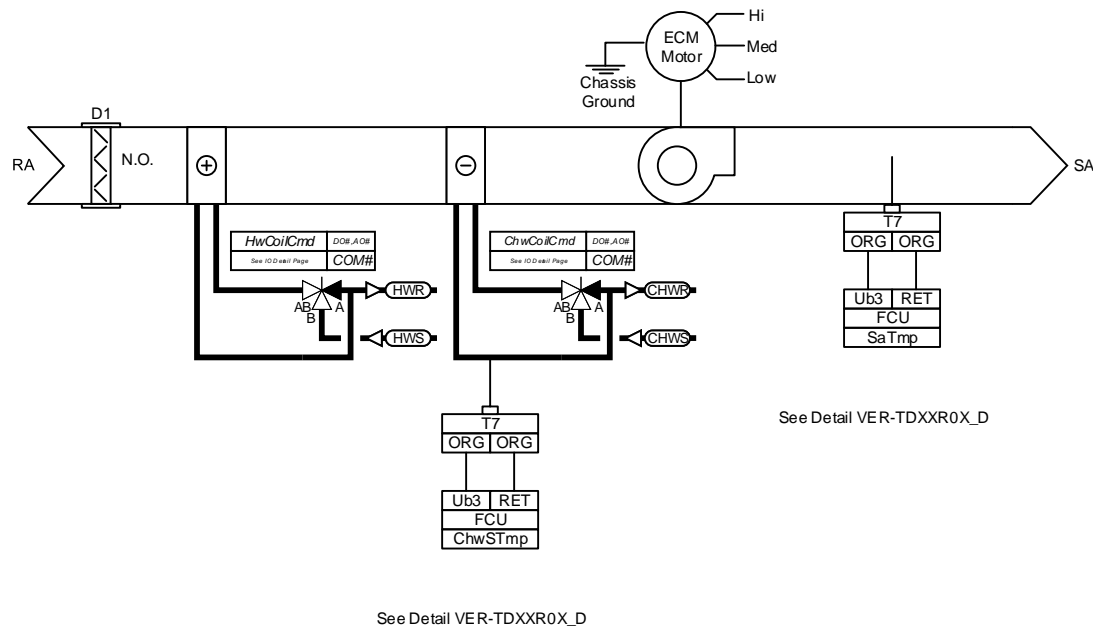 Hi
ECM
Motor
Med
Low
Chassis
Ground
D1
RA
N.O.
SA
HwCoilCmd DO#,AO#
See IO Detail Page COM#
ChwCoilCmd DO#,AO#
See IO Detail Page COM#
T7
ORG ORG
AB A
B
HWR
HWS
AB A
B
CHWR
CHWS
Ub3 RET
FCU
SaTmp
T7
ORG ORG
Ub3 RET
FCU
ChwSTmp
See Detail VER-TDXXR0X_D
See Detail VER-TDXXR0X_D